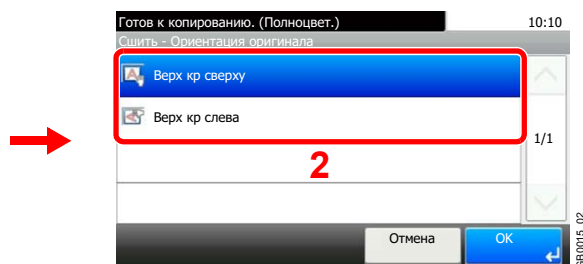 Готов к копированию. (Полноцвет.) 10:10
Сшить - Ориентация оригинала
Верх кр сверху
Верх кр слева
1/1
2
Отмена OK